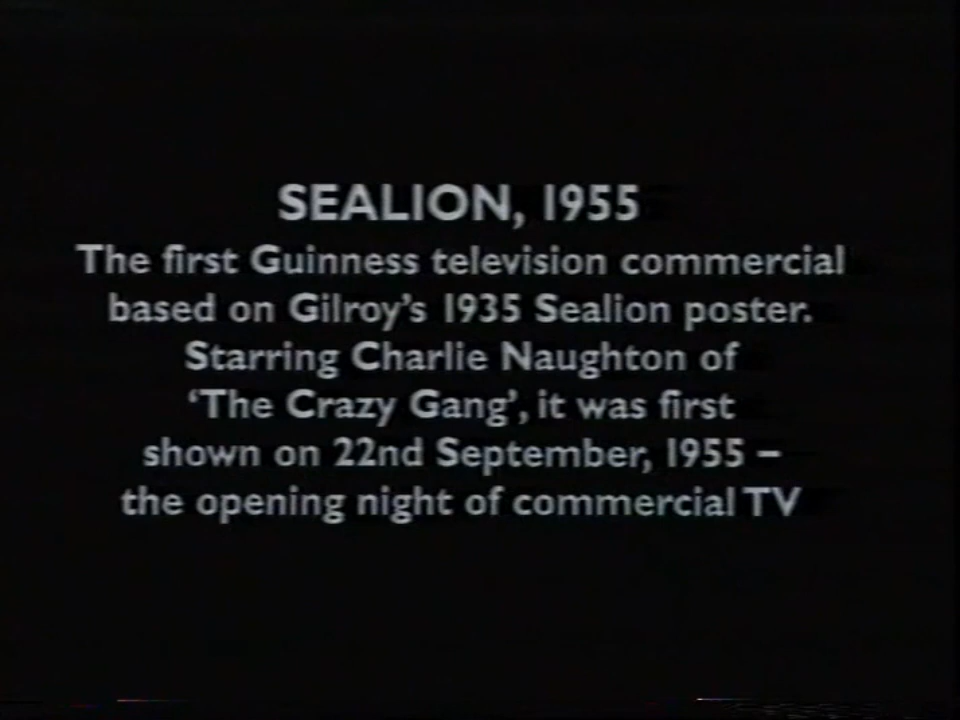 SEALION, 1955
The first Guinness television commercial
based on Gilroy’s 1935 Sealion poster.
Starring Charlie Naughton of
‘The Crazy Gang’, it was first
shown on 22nd September, 1955 –
the opening night of commercial TV